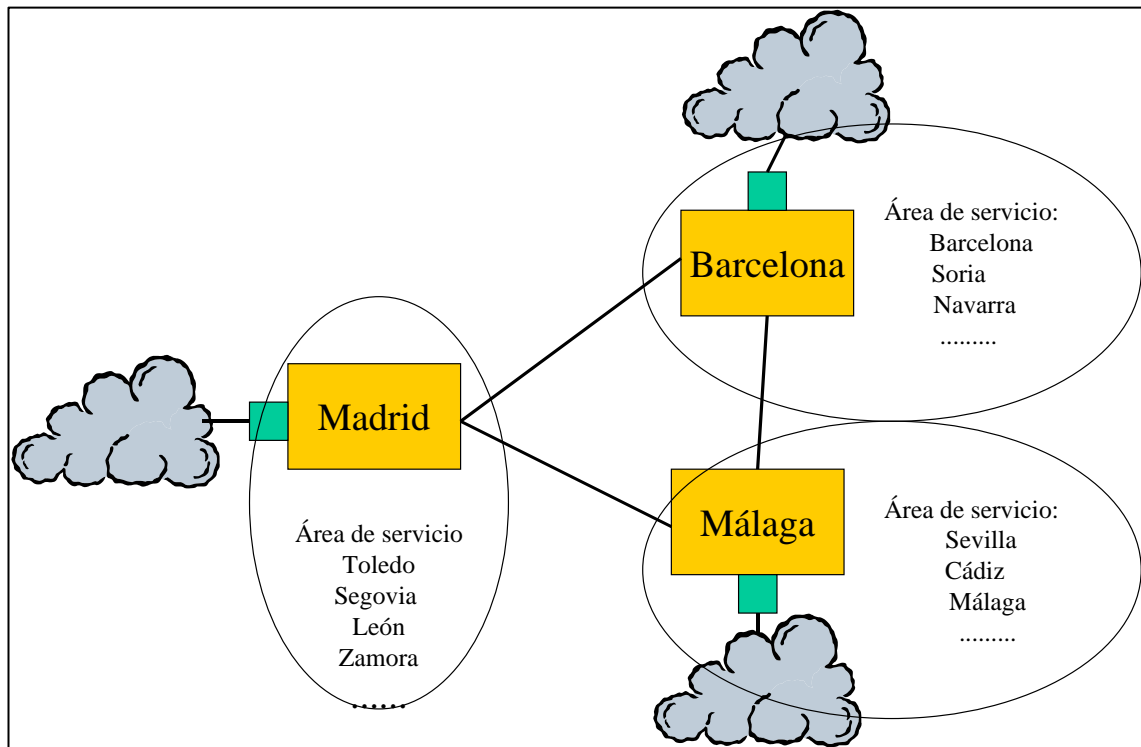 Barcelona
Área de servicio:
Barcelona
Soria
Navarra
.........
Madrid
Área de servicio
Toledo
Segovia
León
Zamora
......
Málaga
Área de servicio:
Sevilla
Cádiz
Málaga
.........